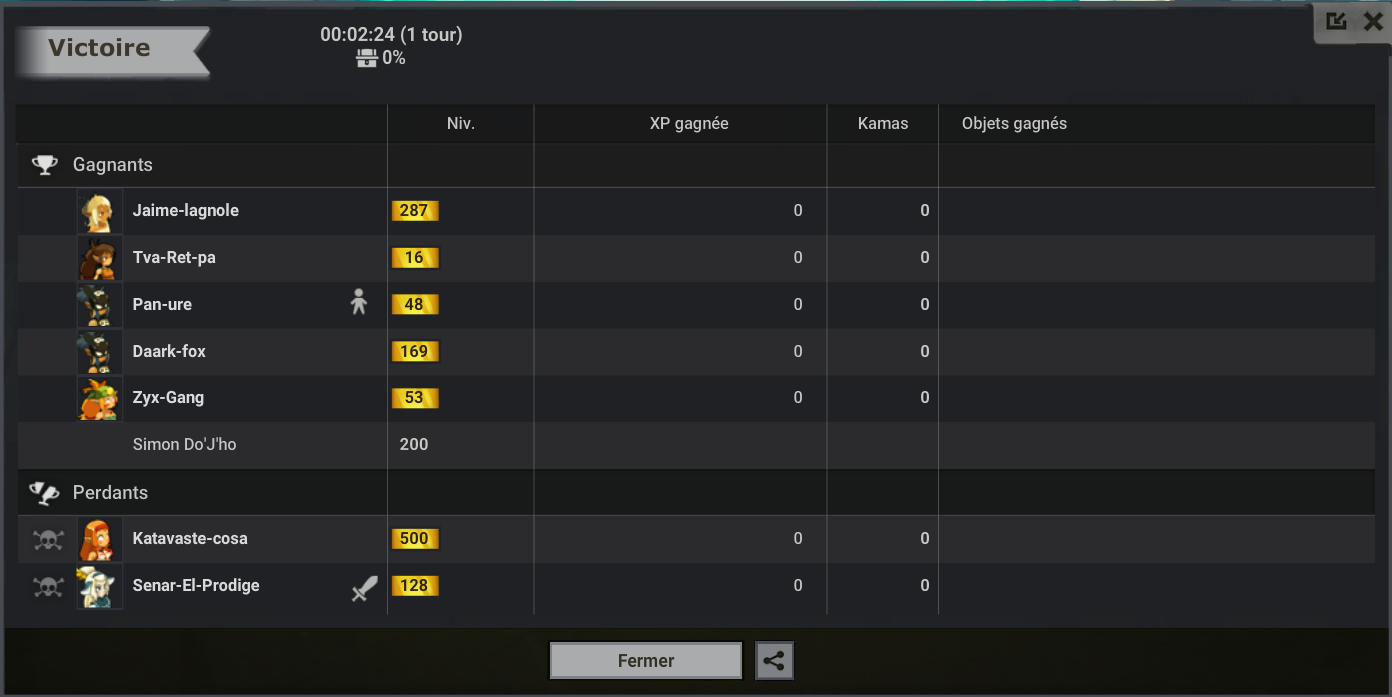 Victoire
00:02:24 (1 tour)
0%
Niv. XP gagnée Kamas Objets gagnés
Gagnants
Jaime-lagnole 287 0 0
Tva-Ret-pa 16 0 0
Pan-ure 48 0 0
Daark-fox 169 0 0
Zyx-Gang 53 0 0
Simon Do'J'ho 200
Perdants
Katavaste-cosa 500 0 0
Senar-El-Prodige 128 0 0
Fermer